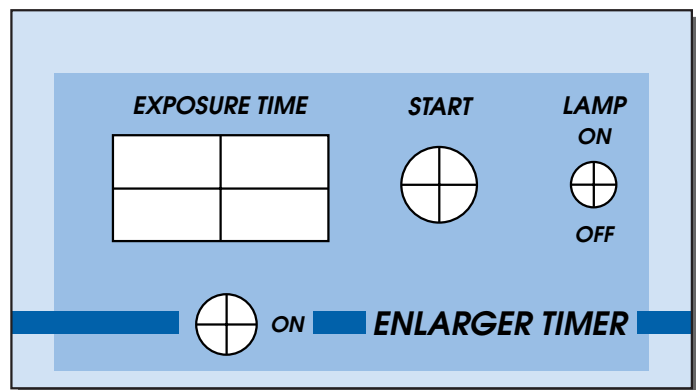 EXPOSURE TIME
START
LAMP
ON
OFF
ON
ENLARGER TIMER